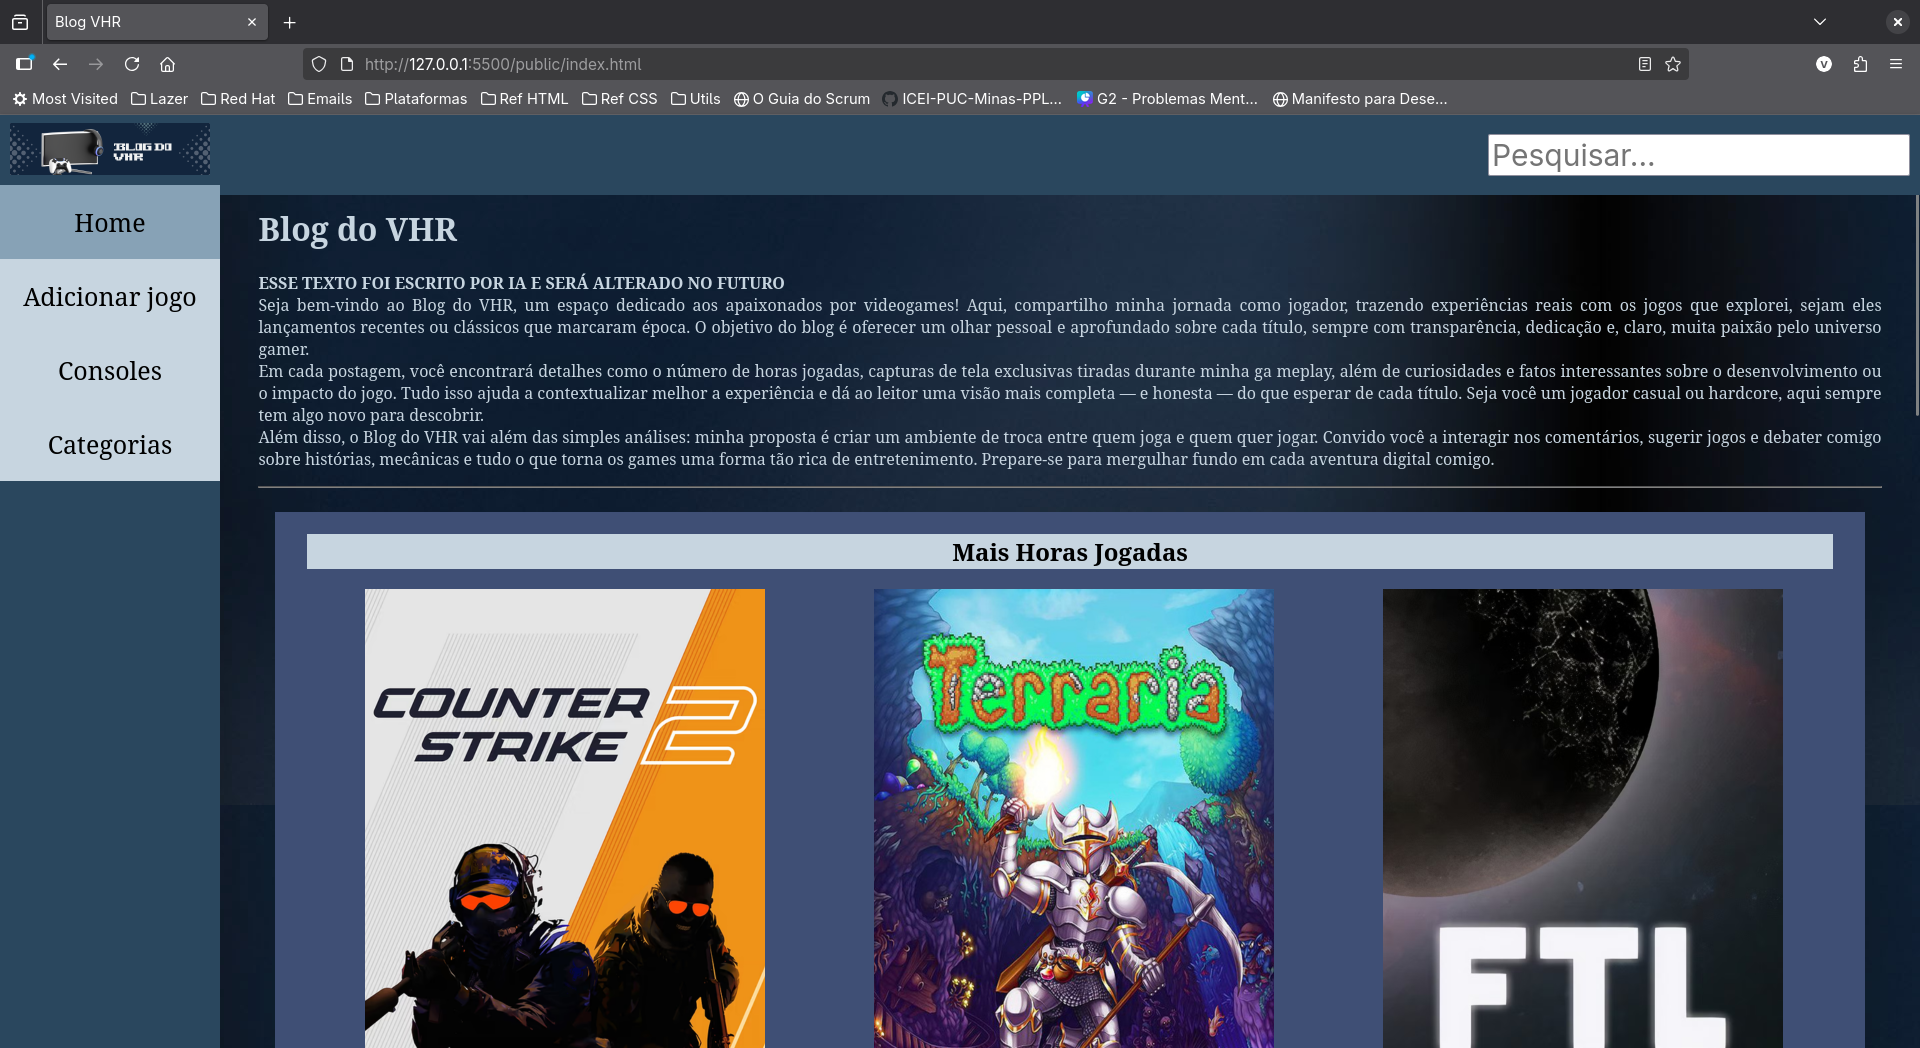 Blog VHR
http://127.0.0.1:5500/public/index.html
V
Most Visited Lazer Red Hat Emails Plataformas Ref HTML Ref CSS Utils O Guia do Scrum ICEI-PUC-Minas-PPL... G2 - Problemas Ment... Manifesto para Dese...
BLOG DO
VHR
Pesquisar...
Home
Adicionar jogo
Consoles
Categorias
Blog do VHR
ESSE TEXTO FOI ESCRITO POR IA E SERÁ ALTERADO NO FUTURO
Seja bem-vindo ao Blog do VHR, um espaço dedicado aos apaixonados por videogames! Aqui, compartilho minha jornada como jogador, trazendo experiências reais com os jogos que explorei, sejam eles
lançamentos recentes ou clássicos que marcaram época. O objetivo do blog é oferecer um olhar pessoal e aprofundado sobre cada título, sempre com transparência, dedicação e, claro, muita paixão pelo universo
gamer.
Em cada postagem, você encontrará detalhes como o número de horas jogadas, capturas de tela exclusivas tiradas durante minha ga meplay, além de curiosidades e fatos interessantes sobre o desenvolvimento ou
o impacto do jogo. Tudo isso ajuda a contextualizar melhor a experiência e dá ao leitor uma visão mais completa — e honesta — do que esperar de cada título. Seja você um jogador casual ou hardcore, aqui sempre
tem algo novo para descobrir.
Além disso, o Blog do VHR vai além das simples análises: minha proposta é criar um ambiente de troca entre quem joga e quem quer jogar. Convido você a interagir nos comentários, sugerir jogos e debater comigo
sobre histórias, mecânicas e tudo o que torna os games uma forma tão rica de entretenimento. Prepare-se para mergulhar fundo em cada aventura digital comigo.
Mais Horas Jogadas
COUNTER
STRIKE 2
Terraria
FTL